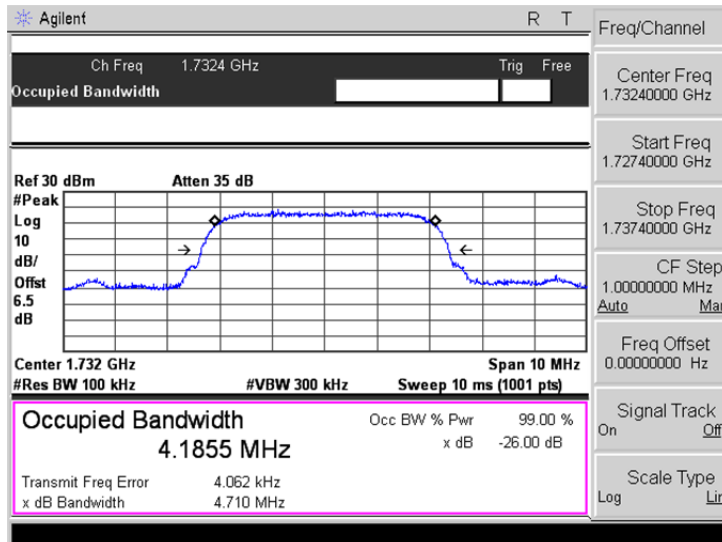 Agilent R T
Ch Freq 1.7324 GHz Trig Free
Occupied Bandwidth
Ref 30 dBm Atten 35 dB
#Peak
Log
10
dB/
Offst
6.5
dB
Center 1.732 GHz Span 10 MHz
#Res BW 100 kHz #VBW 300 kHz Sweep 10 ms (1001 pts)
Occupied Bandwidth Occ BW % Pwr 99.00 %
4.1855 MHz x dB -26.00 dB
Transmit Freq Error 4.062 kHz
x dB Bandwidth 4.710 MHz
Freq/Channel
Center Freq
1.73240000 GHz
Start Freq
1.72740000 GHz
Stop Freq
1.73740000 GHz
CF Step
1.00000000 MHz
Auto Mar
Freq Offset
0.00000000 Hz
Signal Track
On Off
Scale Type
Log Lin